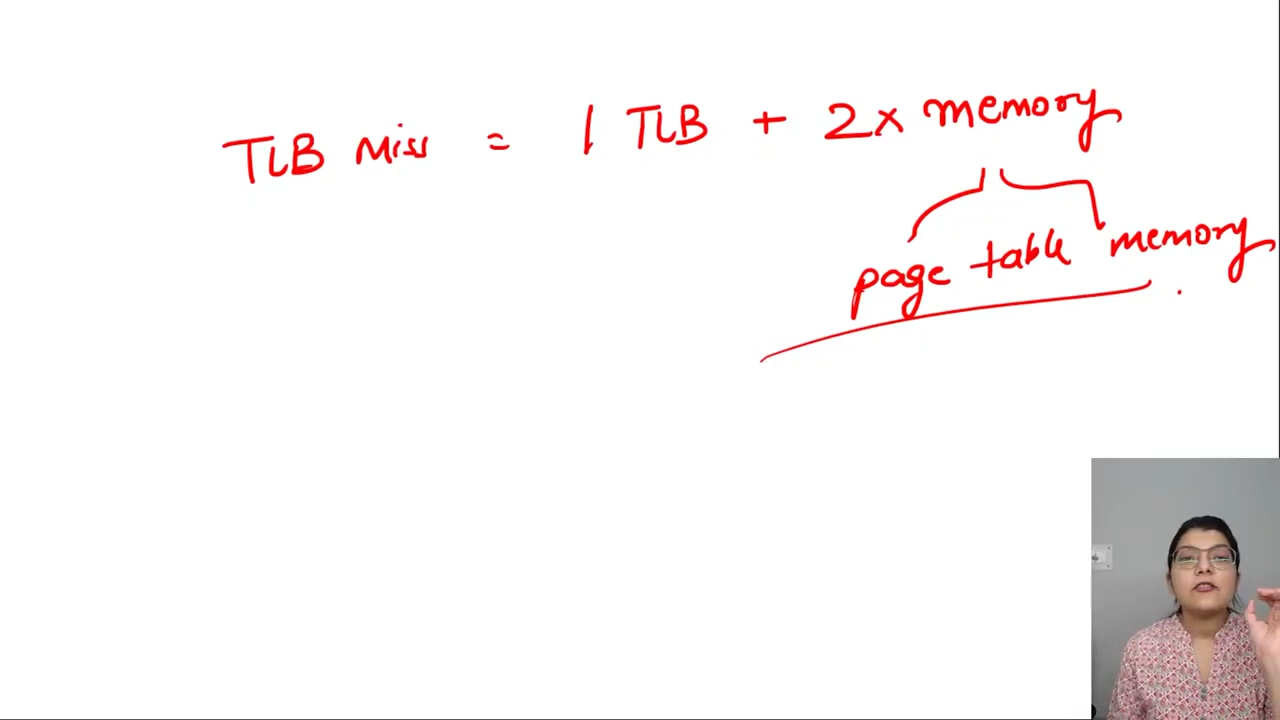 TLB Miss = 1 TLB + 2x memory
page table memory